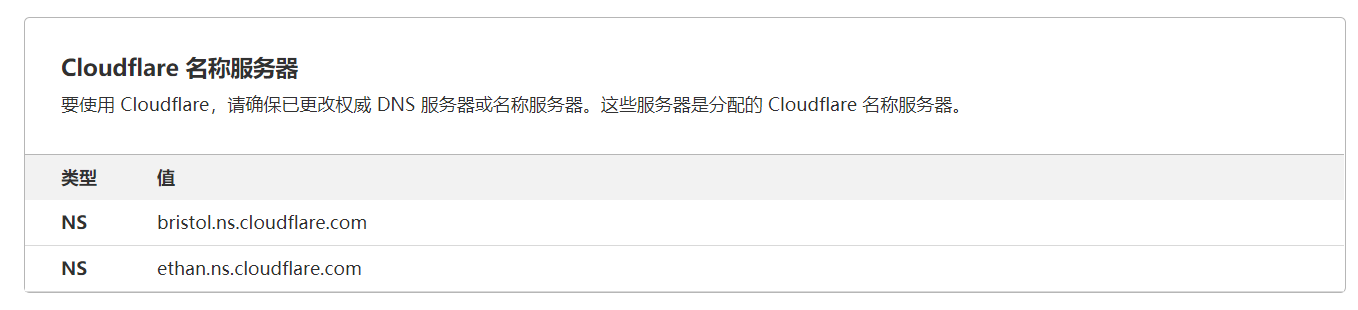 Cloudflare 名称服务器
要使用 Cloudflare，请确保已更改权威 DNS 服务器或名称服务器。这些服务器是分配的 Cloudflare 名称服务器。
类型 值
NS bristol.ns.cloudflare.com
NS ethan.ns.cloudflare.com